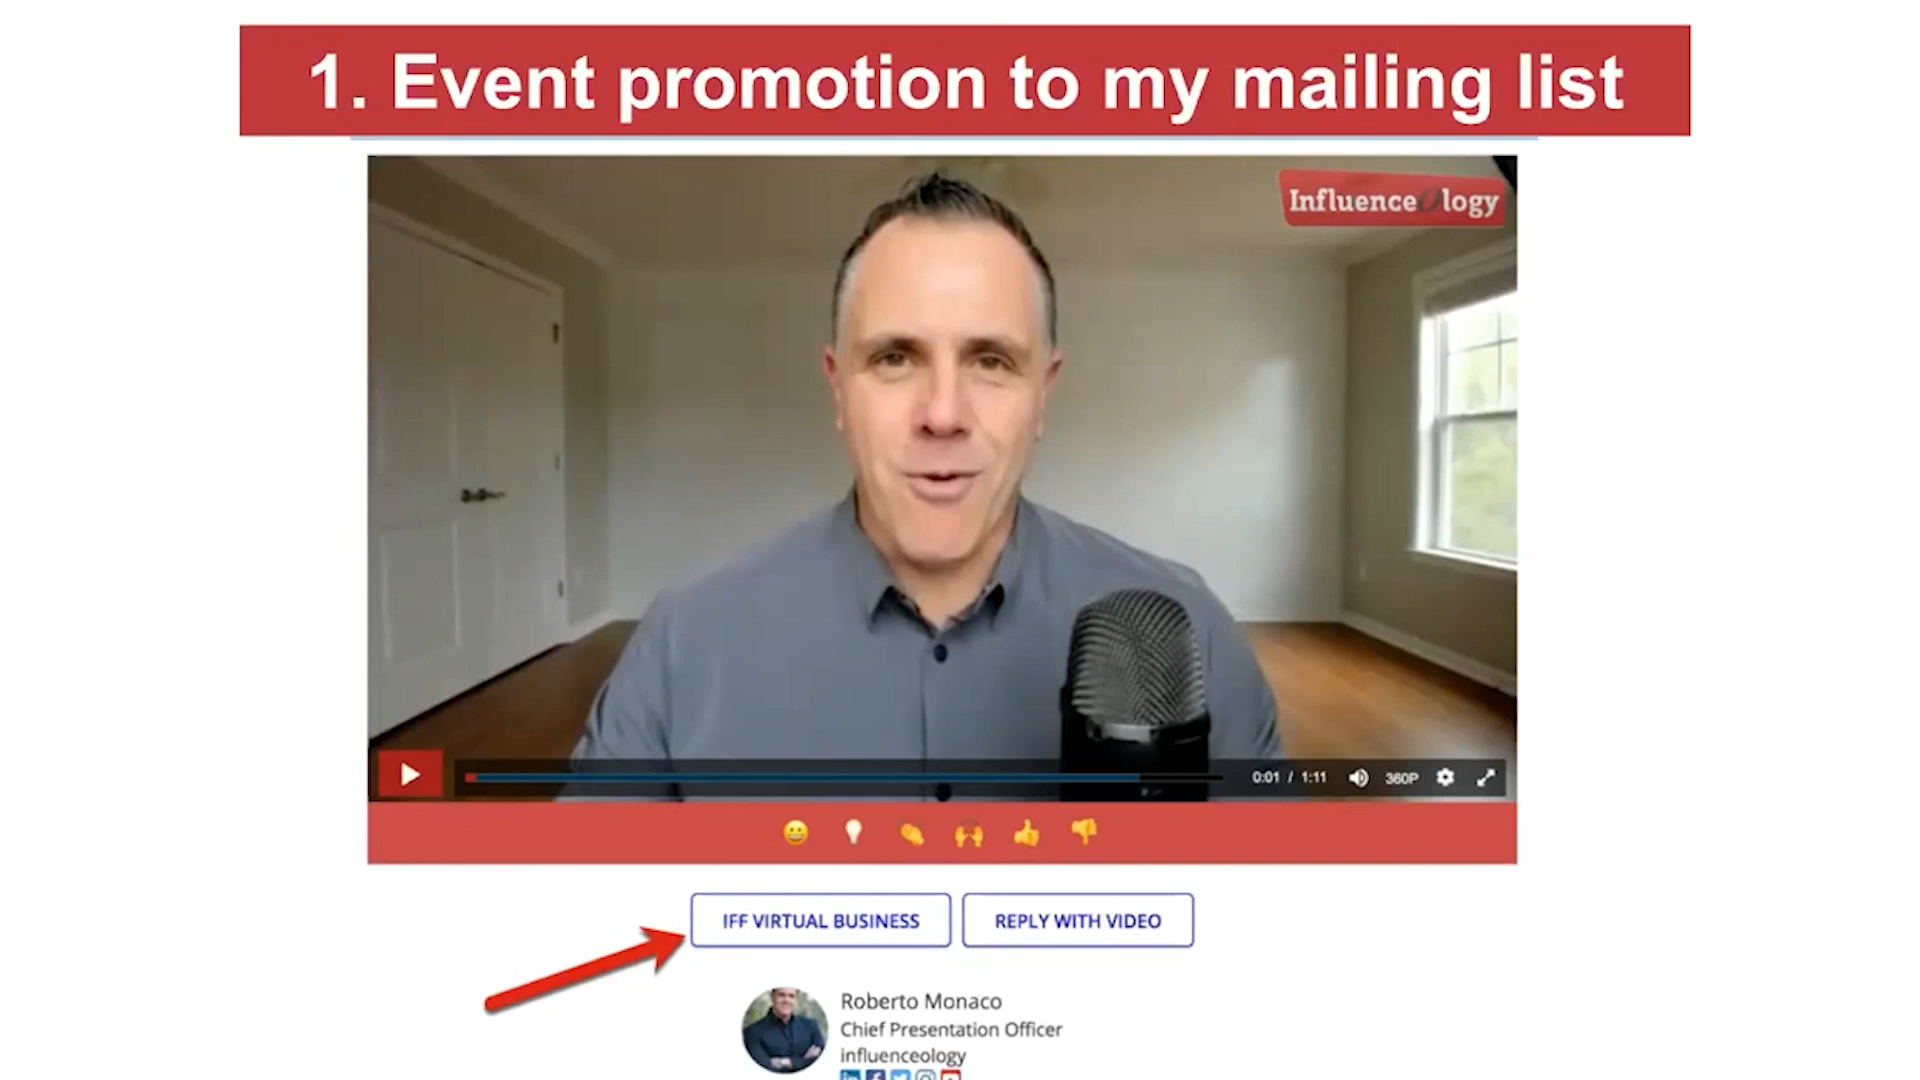 1. Event promotion to my mailing list
InfluenceOlogy
0:01 / 1:11 360P
IFF VIRTUAL BUSINESS
REPLY WITH VIDEO
Roberto Monaco
Chief Presentation Officer
influenceology